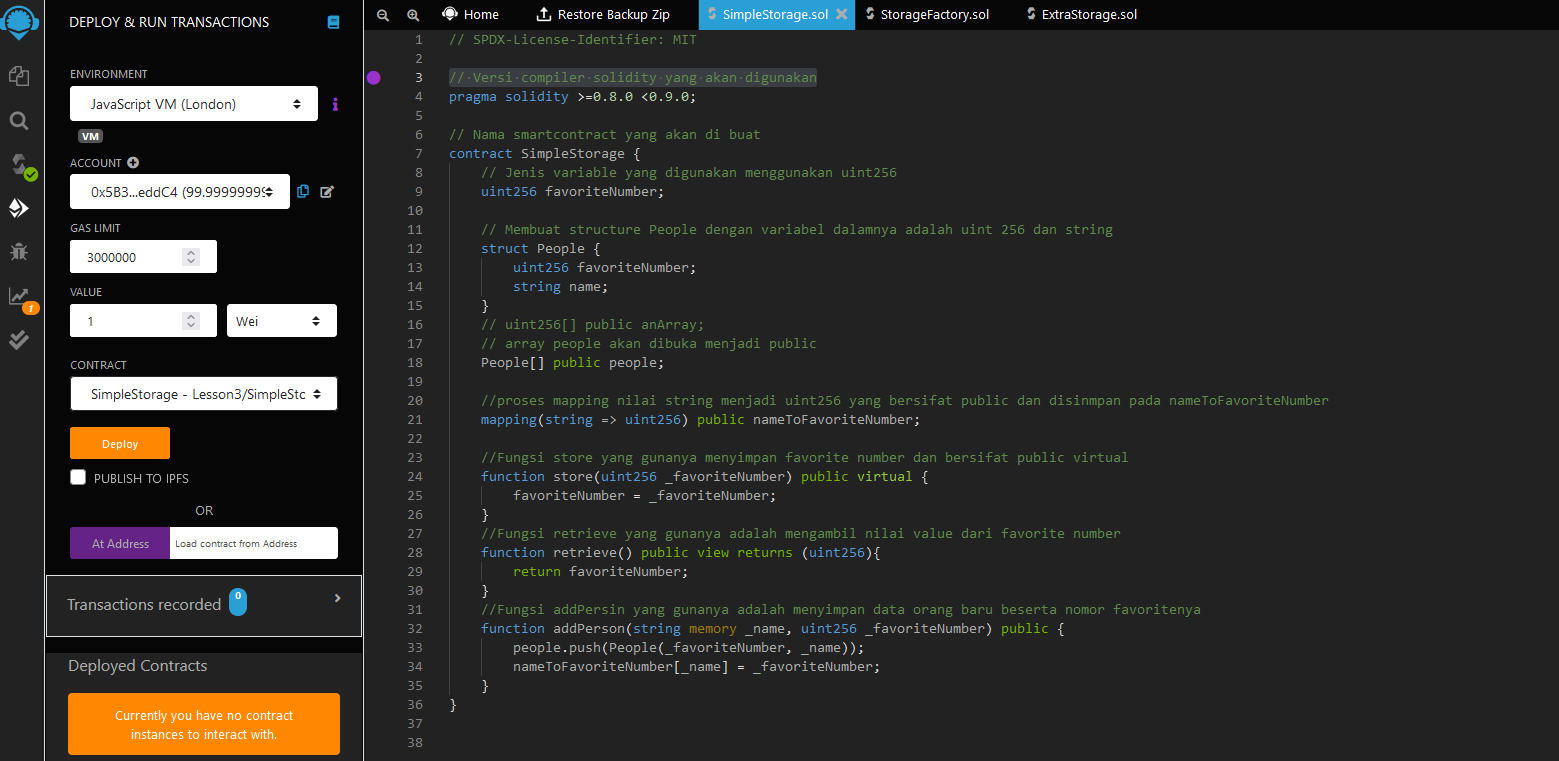 DEPLOY & RUN TRANSACTIONS
ENVIRONMENT
JavaScript VM (London)
VM
ACCOUNT
0x5B3...eddC4 (99.9999999
GAS LIMIT
3000000
VALUE
1
Wei
CONTRACT
SimpleStorage - Lesson3/SimpleStc
Deploy
PUBLISH TO IPFS
OR
At Address
Load contract from Address
Transactions recorded 0
Deployed Contracts
Currently you have no contract
instances to interact with.
1
Home
Restore Backup Zip
SimpleStorage.sol
StorageFactory.sol
ExtraStorage.sol
1 // SPDX-License-Identifier: MIT
2
3 // Versi compiler solidity yang akan digunakan
4 pragma solidity >=0.8.0 <0.9.0;
5
6 // Nama smartcontract yang akan di buat
7 contract SimpleStorage {
8 // Jenis variable yang digunakan menggunakan uint256
9 uint256 favoriteNumber;
10
11 // Membuat structure People dengan variabel dalamnya adalah uint 256 dan string
12 struct People {
13 uint256 favoriteNumber;
14 string name;
15 }
16 // uint256[] public anArray;
17 // array people akan dibuka menjadi public
18 People[] public people;
19
20 //proses mapping nilai string menjadi uint256 yang bersifat public dan disinmpan pada nameToFavoriteNumber
21 mapping(string => uint256) public nameToFavoriteNumber;
22
23 //Fungsi store yang gunanya menyimpan favorite number dan bersifat public virtual
24 function store(uint256 _favoriteNumber) public virtual {
25 favoriteNumber = _favoriteNumber;
26 }
27 //Fungsi retrieve yang gunanya adalah mengambil nilai value dari favorite number
28 function retrieve() public view returns (uint256){
29 return favoriteNumber;
30 }
31 //Fungsi addPersin yang gunanya adalah menyimpan data orang baru beserta nomor favoritenya
32 function addPerson(string memory _name, uint256 _favoriteNumber) public {
33 people.push(People(_favoriteNumber, _name));
34 nameToFavoriteNumber[_name] = _favoriteNumber;
35 }
36 }
37
38